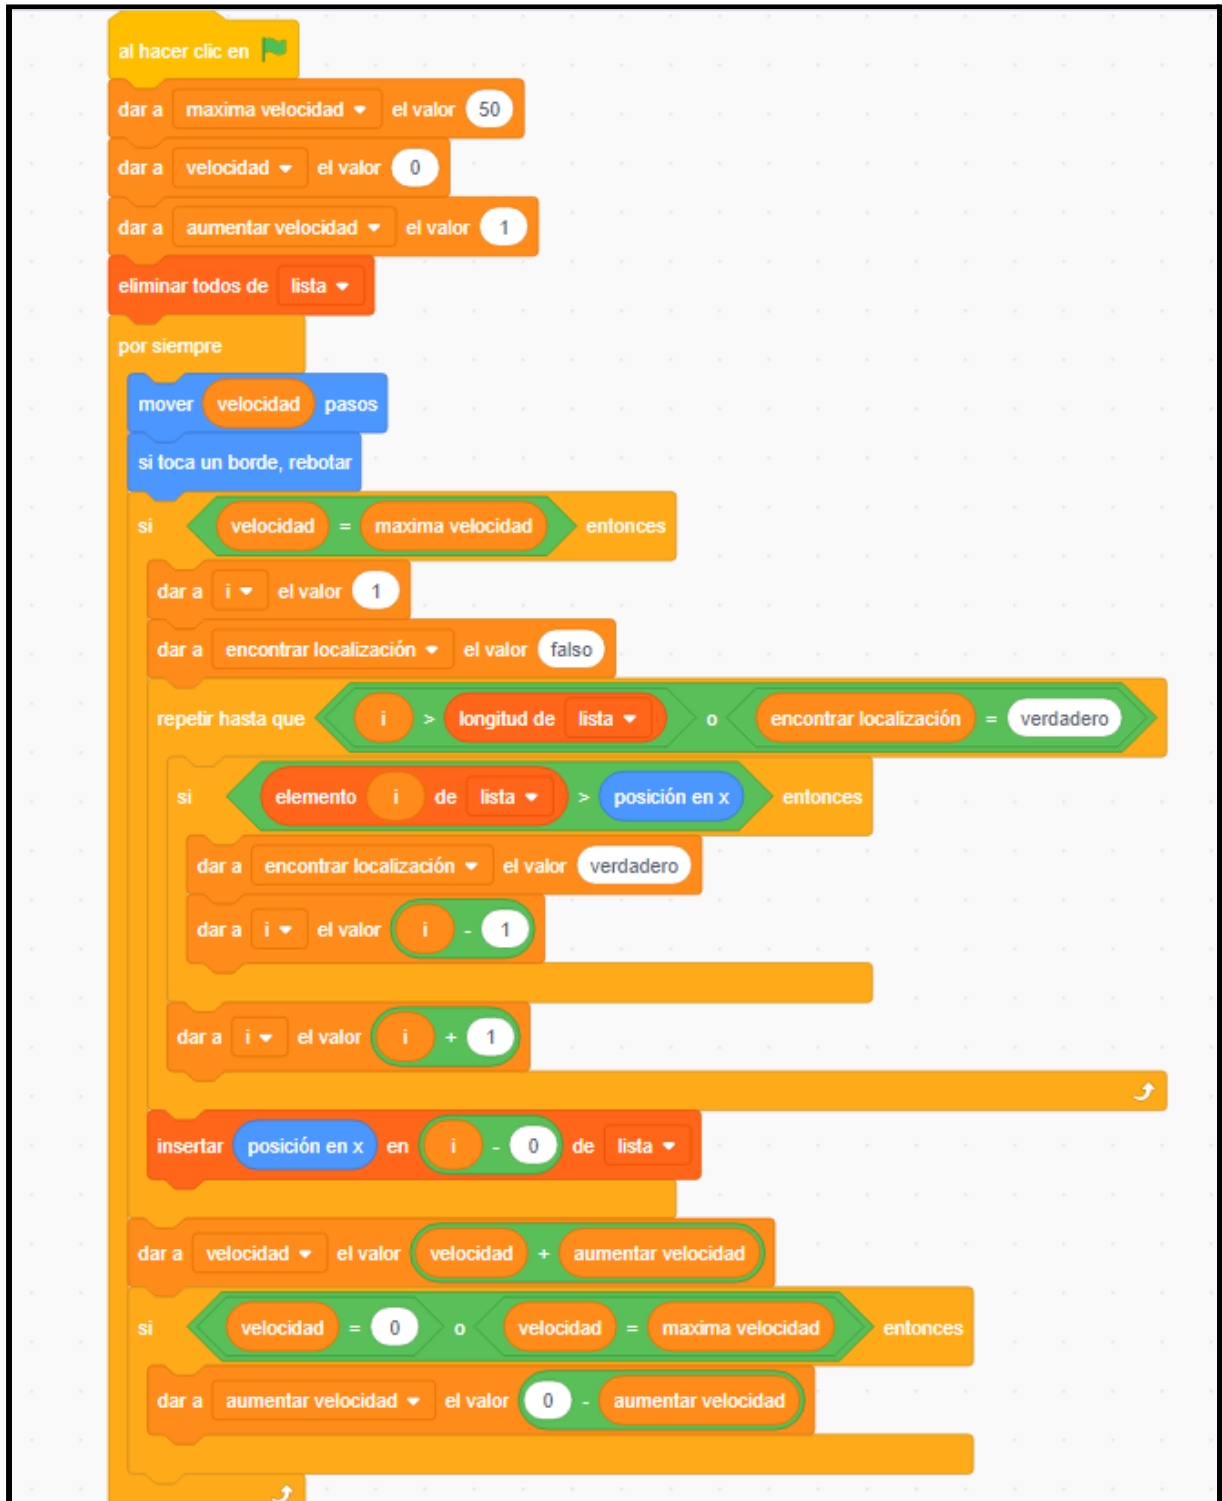 al hacer clic en
dar a maxima velocidad el valor 50
dar a velocidad el valor 0
dar a aumentar velocidad el valor 1
eliminar todos de lista
por siempre
mover velocidad pasos
si toca un borde, rebotar
si velocidad = maxima velocidad entonces
dar a i el valor 1
dar a encontrar localización el valor falso
repetir hasta que i > longitud de lista o encontrar localización = verdadero
si elemento i de lista > posición en x entonces
dar a encontrar localización el valor verdadero
dar a i el valor i - 1
dar a i el valor i + 1
insertar posición en x en i - 0 de lista
dar a velocidad el valor velocidad + aumentar velocidad
si velocidad = 0 o velocidad = maxima velocidad entonces
dar a aumentar velocidad el valor 0 - aumentar velocidad